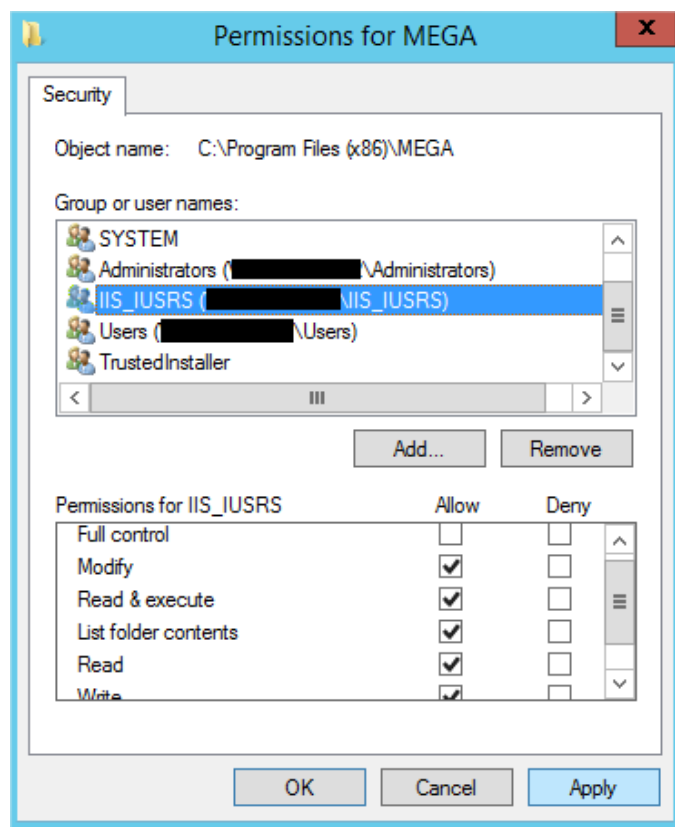 Permissions for MEGA
x
Security
Object name: C:\Program Files (x86)\MEGA
Group or user names:
SYSTEM
Administrators ( \Administrators)
IIS_IUSRS ( \IIS_IUSRS)
Users ( \Users)
TrustedInstaller
Add... Remove
Permissions for IIS_IUSRS Allow Deny
Full control
Modify
Read & execute
List folder contents
Read
Write
OK Cancel Apply